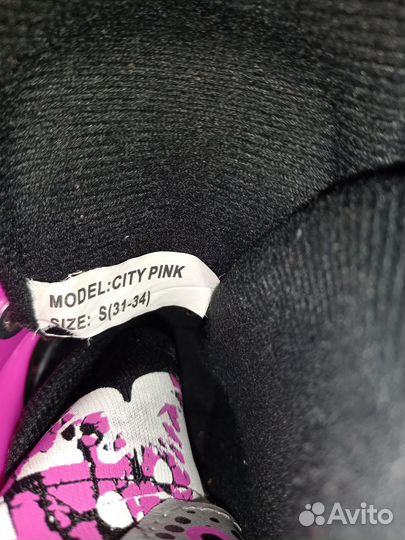 MODEL:CITY PINK
SIZE: S(31-34)
Avito